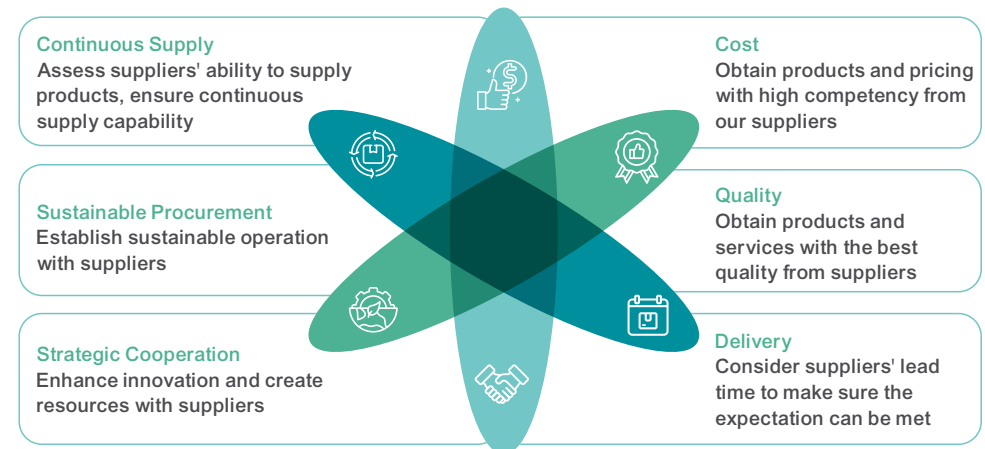 Continuous Supply
Assess suppliers' ability to supply
products, ensure continuous
supply capability
Sustainable Procurement
Establish sustainable operation
with suppliers
Strategic Cooperation
Enhance innovation and create
resources with suppliers
Cost
Obtain products and pricing
with high competency from
our suppliers
Quality
Obtain products and
services with the best
quality from suppliers
Delivery
Consider suppliers' lead
time to make sure the
expectation can be met